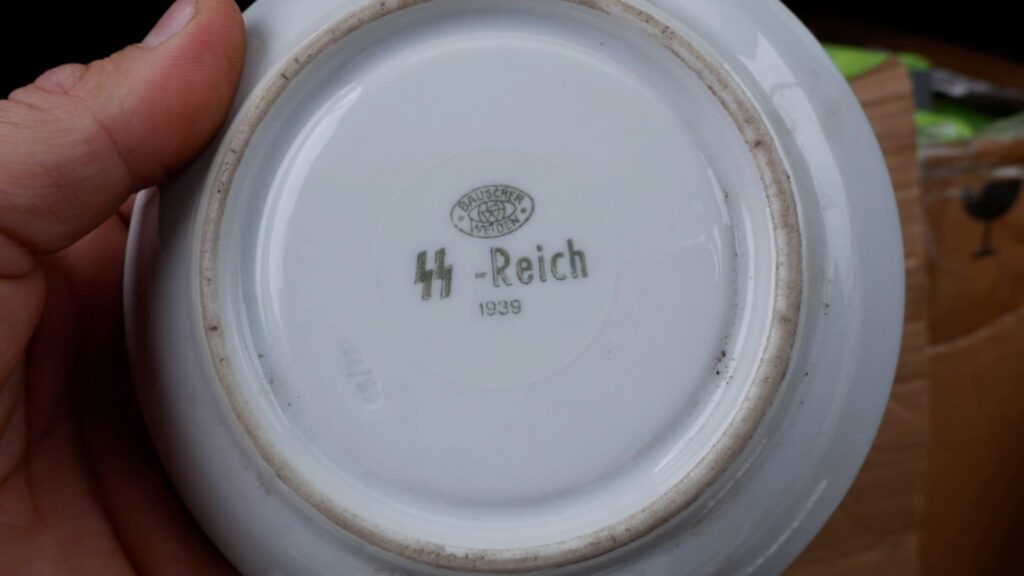 BAUSCHER
WEIDEN
ᛋᛋ -Reich
1939